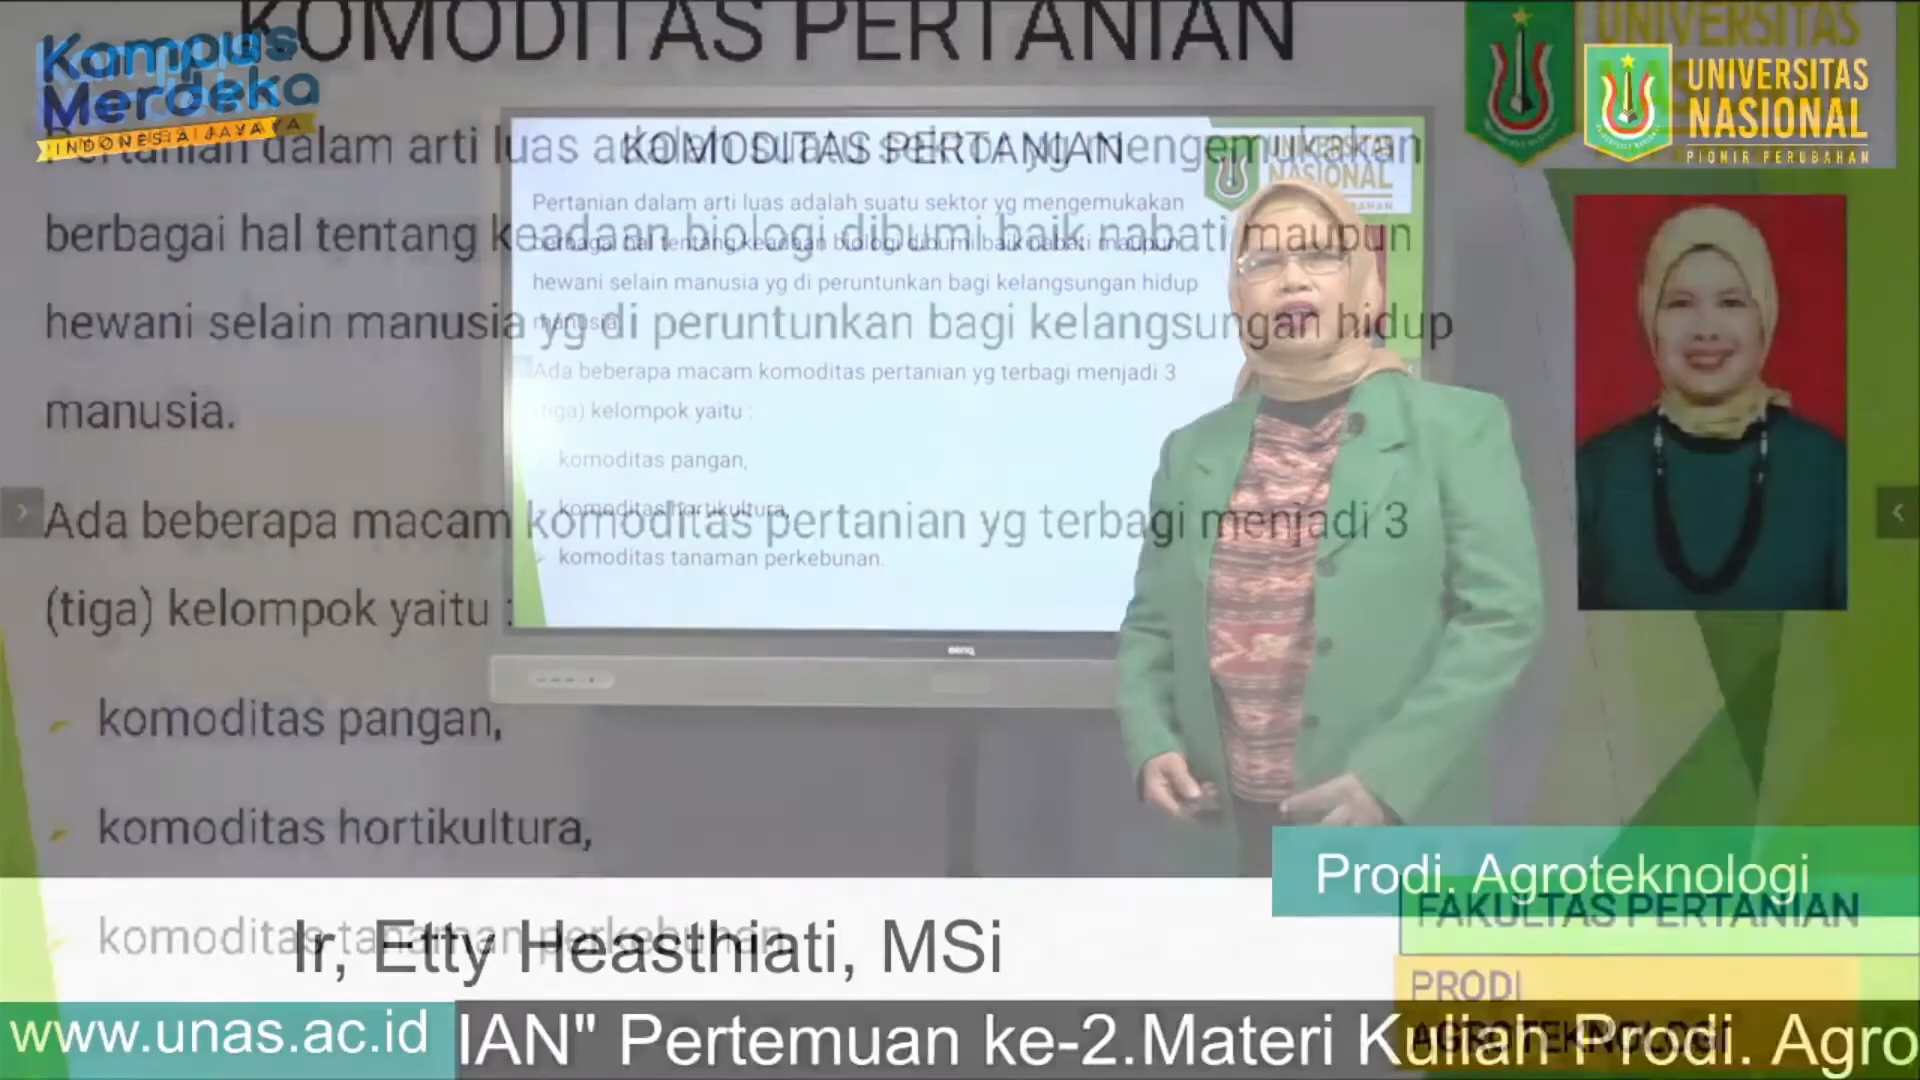 KOMODITAS PERTANIAN
Kampus
Merdeka
INDONESIA JAYA
UNIVERSITAS
NASIONAL
PIONIR PERUBAHAN
Pertanian dalam arti luas adalah suatu sektor yg mengemukakan
berbagai hal tentang keadaan biologi dibumi baik nabati maupun
hewani selain manusia yg di peruntunkan bagi kelangsungan hidup
manusia.
Ada beberapa macam komoditas pertanian yg terbagi menjadi 3
(tiga) kelompok yaitu :
komoditas pangan,
komoditas hortikultura,
komoditas tanaman perkebunan.
KOMODITAS PERTANIAN
UNIVERSITAS
NASIONAL
Pertanian dalam arti luas adalah suatu sektor yg mengemukakan
berbagai hal tentang keadaan biologi dibumi baik nabati maupun
hewani selain manusia yg di peruntunkan bagi kelangsungan hidup
manusia.
Ada beberapa macam komoditas pertanian yg terbagi menjadi 3
(tiga) kelompok yaitu :
komoditas pangan,
komoditas hortikultura,
komoditas tanaman perkebunan.
BenQ
Prodi. Agroteknologi
FAKULTAS PERTANIAN
PRODI
AGROTEKNOLOGI
Ir, Etty Heasthiati, MSi
www.unas.ac.id
IAN" Pertemuan ke-2.Materi Kuliah Prodi. Agro